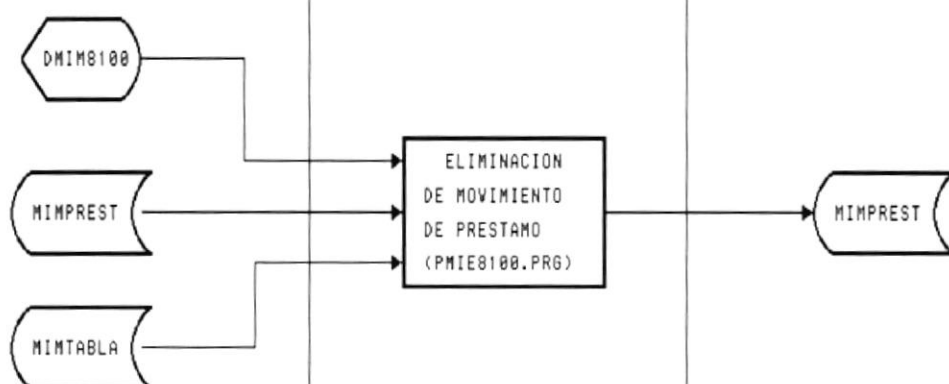 DMIM8100
MIMPREST
MIMTABLA
ELIMINACION
DE MOVIMIENTO
DE PRESTAMO
(PMIE8100.PRG)
MIMPREST